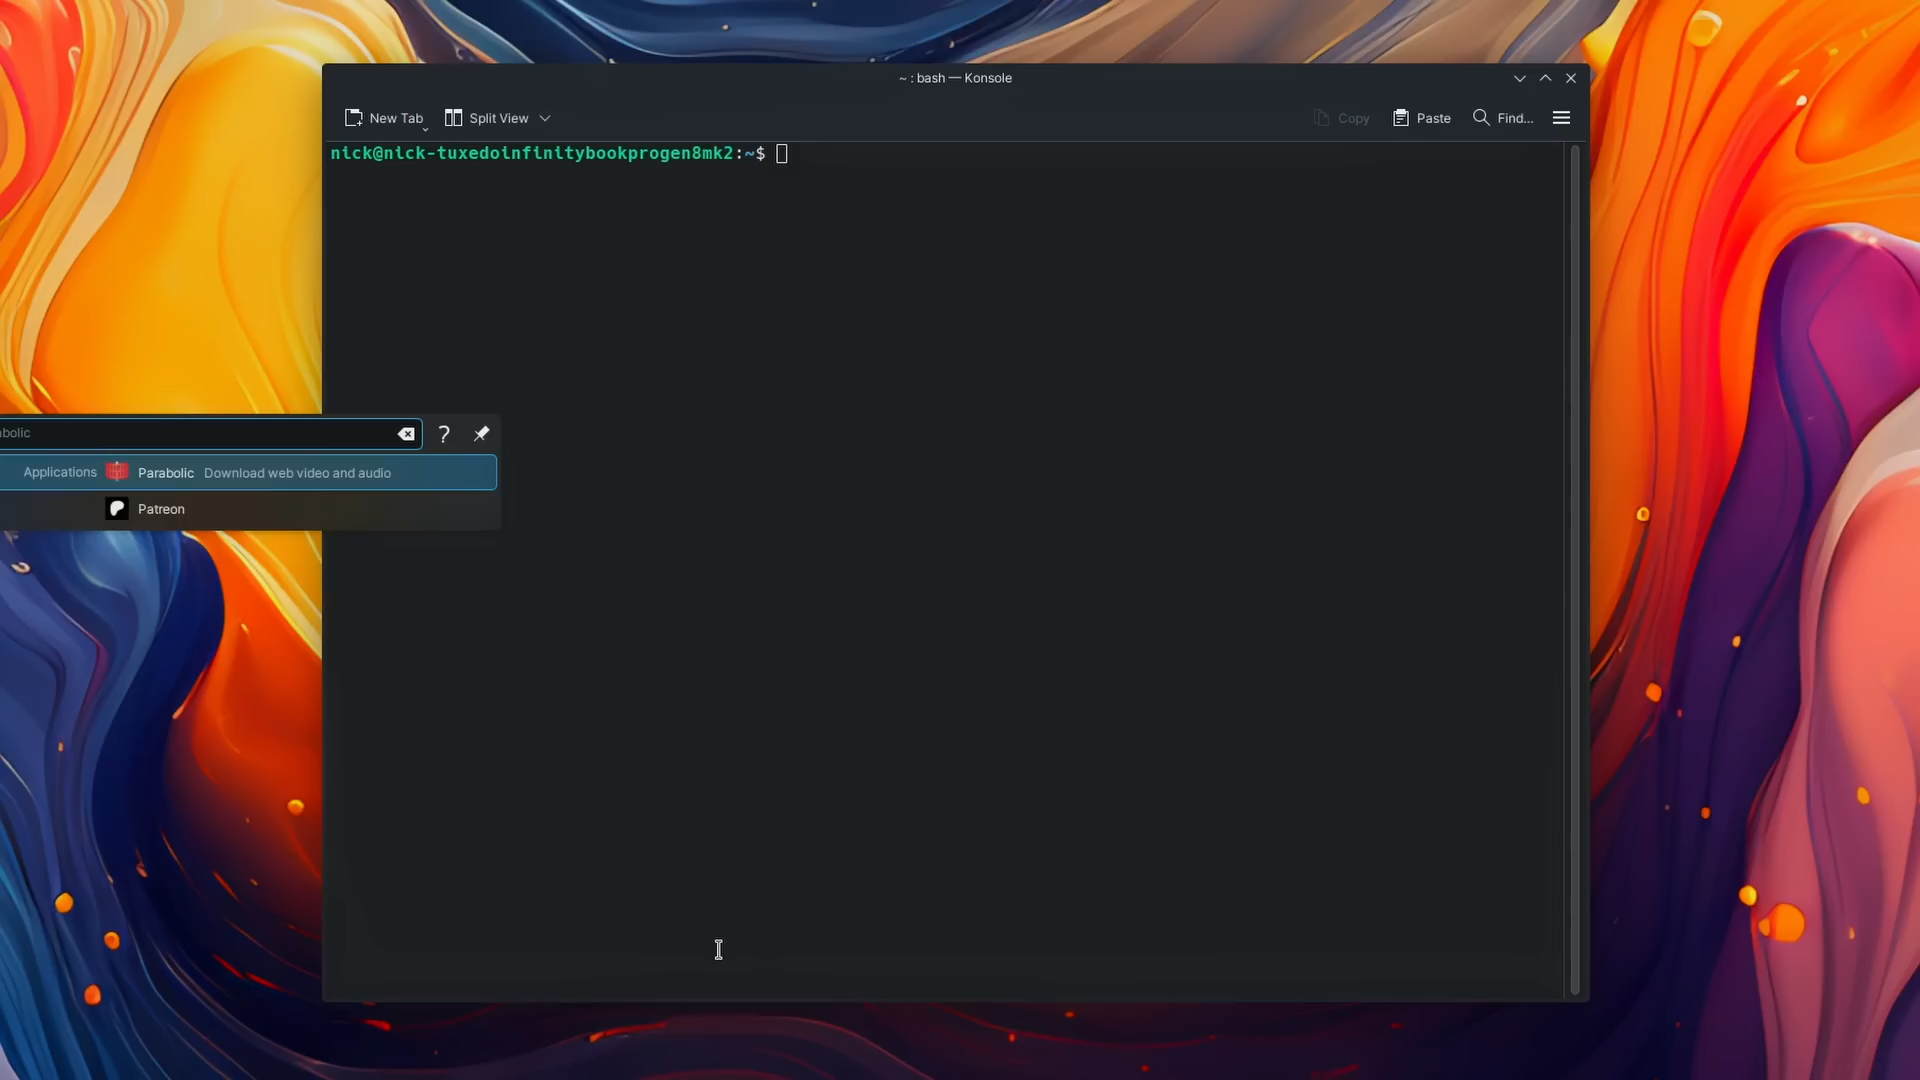 ~ : bash — Konsole
New Tab Split View Copy Paste Find...
nick@nick-tuxedoinfinitybookprogen8mk2:~$
bolic
Applications Parabolic Download web video and audio
Patreon